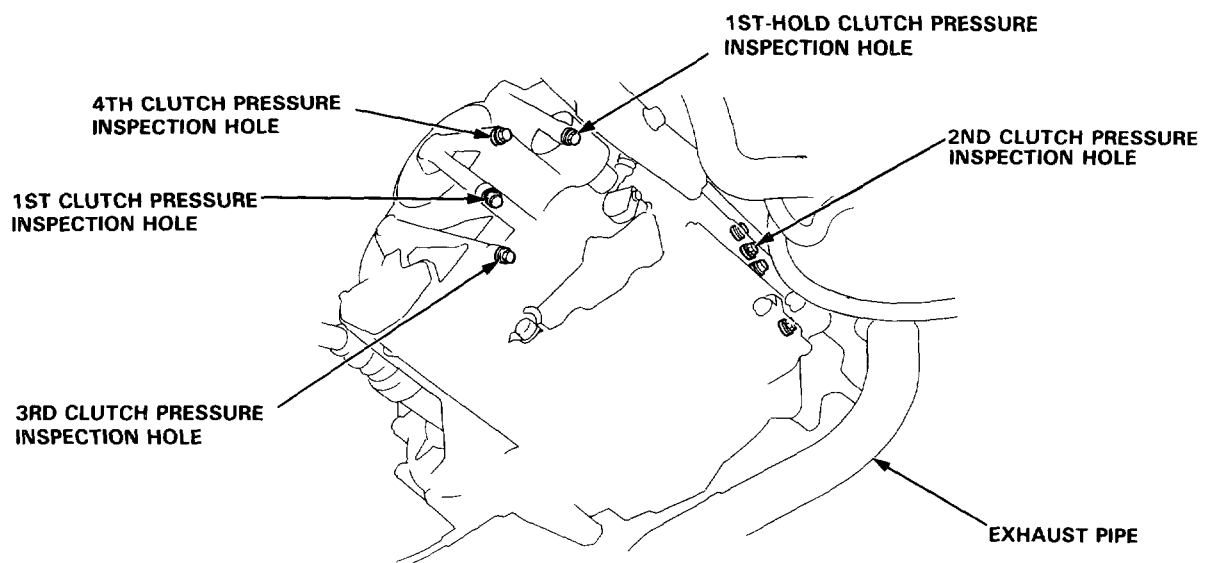 1ST-HOLD CLUTCH PRESSURE
INSPECTION HOLE
4TH CLUTCH PRESSURE
INSPECTION HOLE
2ND CLUTCH PRESSURE
INSPECTION HOLE
1ST CLUTCH PRESSURE
INSPECTION HOLE
3RD CLUTCH PRESSURE
INSPECTION HOLE
EXHAUST PIPE